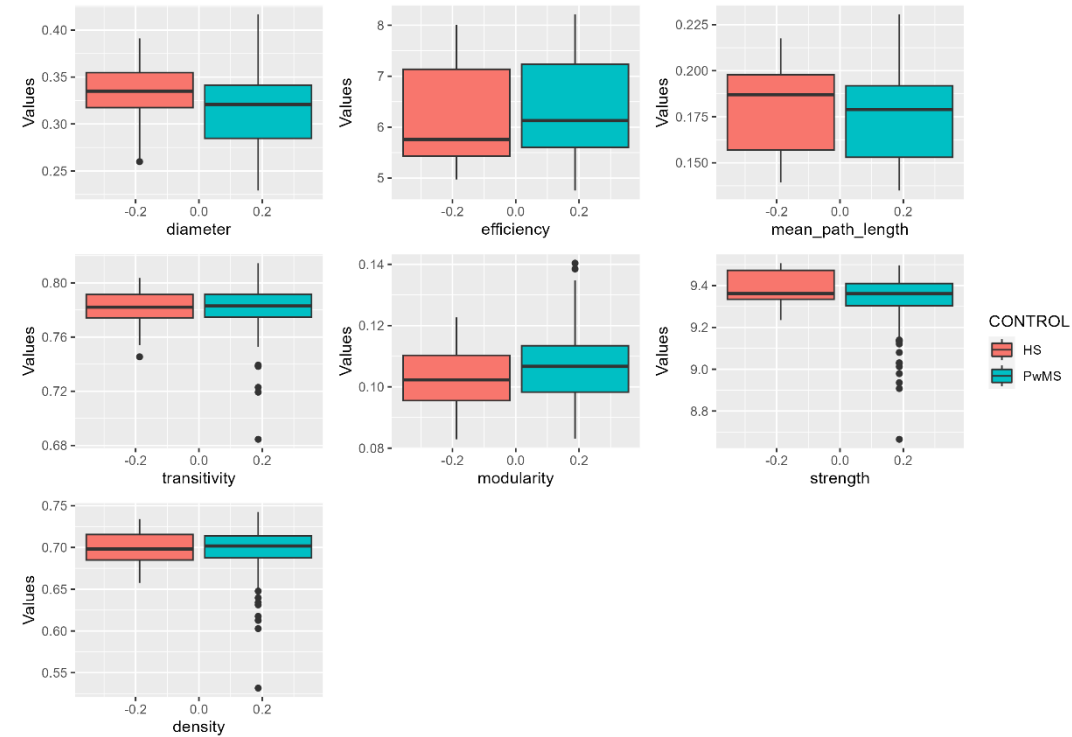 Values
0.40
0.35
0.30
0.25
-0.2 0.0 0.2
diameter
Values
8
7
6
5
-0.2 0.0 0.2
efficiency
Values
0.225
0.200
0.175
0.150
-0.2 0.0 0.2
mean_path_length
Values
0.80
0.76
0.72
0.68
-0.2 0.0 0.2
transitivity
Values
0.14
0.12
0.10
0.08
-0.2 0.0 0.2
modularity
Values
9.4
9.2
9.0
8.8
-0.2 0.0 0.2
strength
CONTROL
HS
PwMS
Values
0.75
0.70
0.65
0.60
0.55
-0.2 0.0 0.2
density